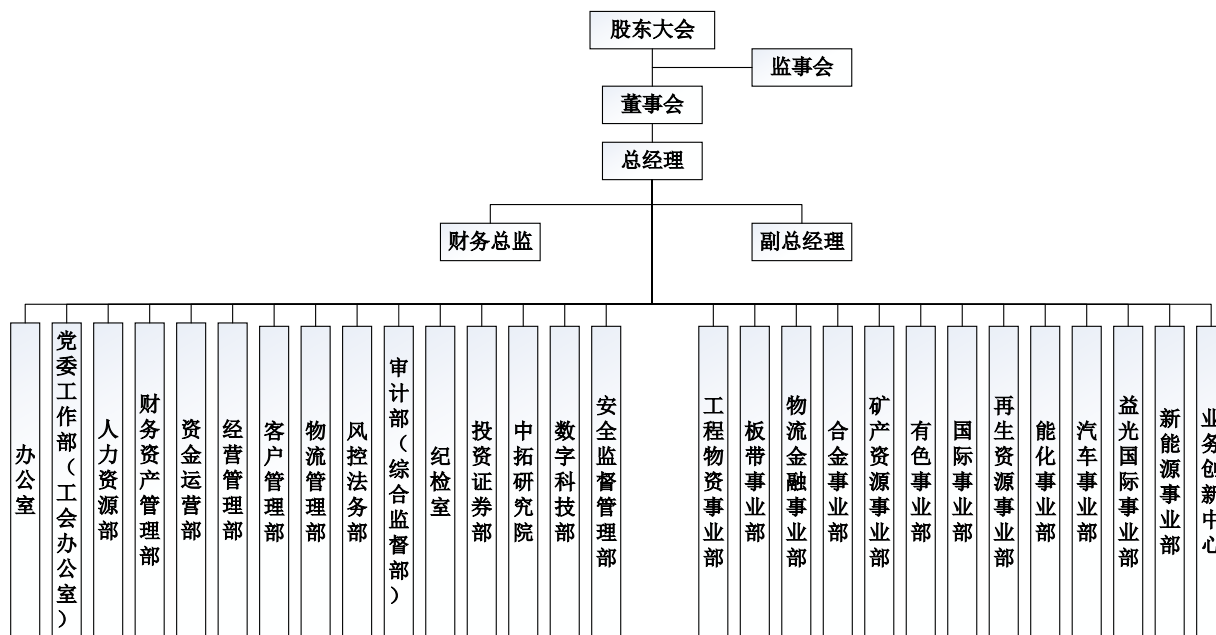 股东大会
监事会
董事会
总经理
财务总监
副总经理
办公室
党委工作部（工会办公室）
人力资源部
财务资产管理部
资金运营部
经营管理部
客户管理部
物流管理部
风控法务部
审计部（综合监督部）
纪检室
投资证券部
中拓研究院
数字科技部
安全监督管理部
工程物资事业部
板带事业部
物流金融事业部
合金事业部
矿产资源事业部
有色事业部
国际事业部
再生资源事业部
能化事业部
汽车事业部
益光国际事业部
新能源事业部
业务创新中心